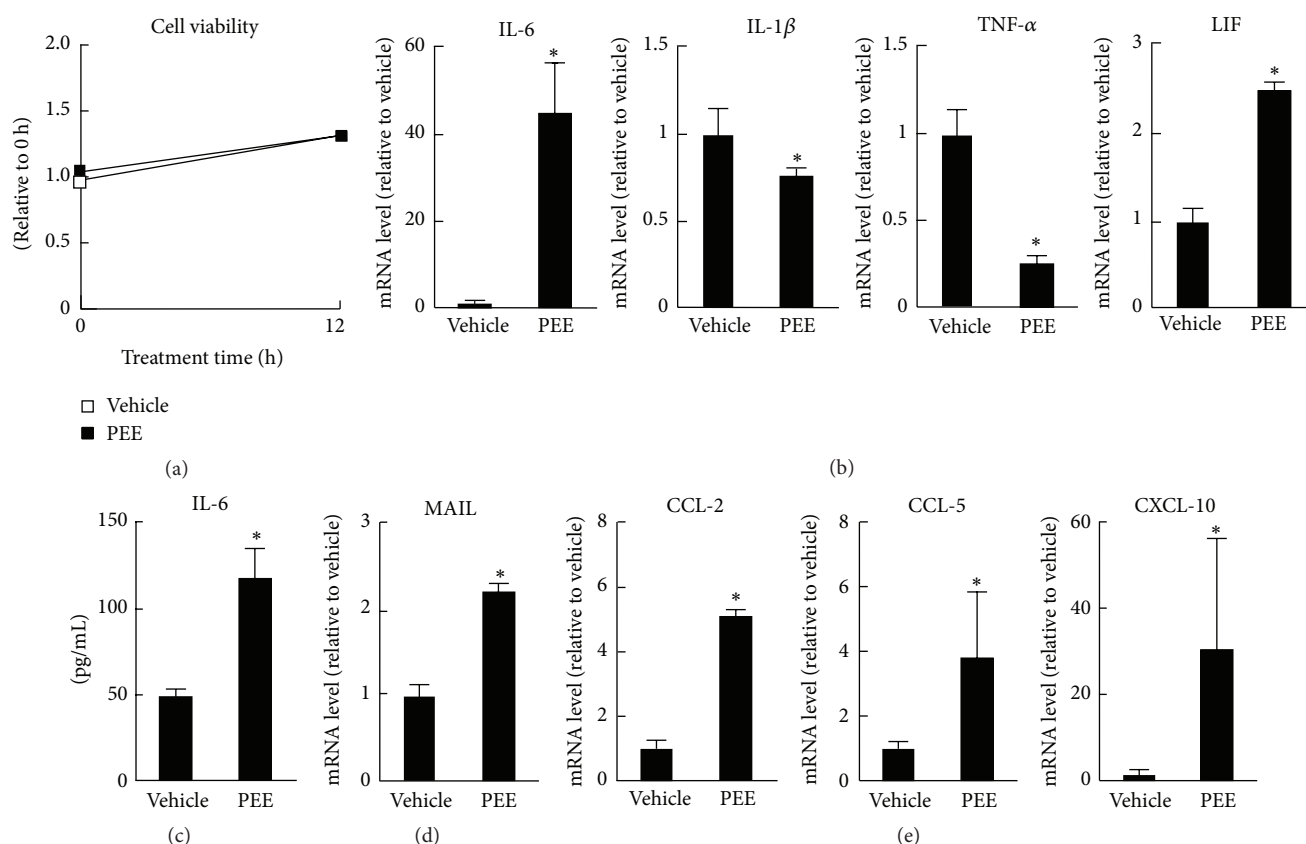 Cell viability
2.0
1.5
1.0
0.5
0
(Relative to 0 h)
0
12
Treatment time (h)
Vehicle
PEE
(a)
IL-6
60
40
20
0
mRNA level (relative to vehicle)
*
Vehicle PEE
IL-1β
1.5
1
0.5
0
mRNA level (relative to vehicle)
*
Vehicle PEE
TNF-α
1.5
1
0.5
0
mRNA level (relative to vehicle)
*
Vehicle PEE
LIF
3
2
1
0
mRNA level (relative to vehicle)
*
Vehicle PEE
(b)
IL-6
150
100
50
0
(pg/mL)
*
Vehicle PEE
(c)
MAIL
3
2
1
0
mRNA level (relative to vehicle)
*
Vehicle PEE
(d)
CCL-2
8
6
4
2
0
mRNA level (relative to vehicle)
*
Vehicle PEE
CCL-5
8
6
4
2
0
mRNA level (relative to vehicle)
*
Vehicle PEE
CXCL-10
60
40
20
0
mRNA level (relative to vehicle)
*
Vehicle PEE
(e)